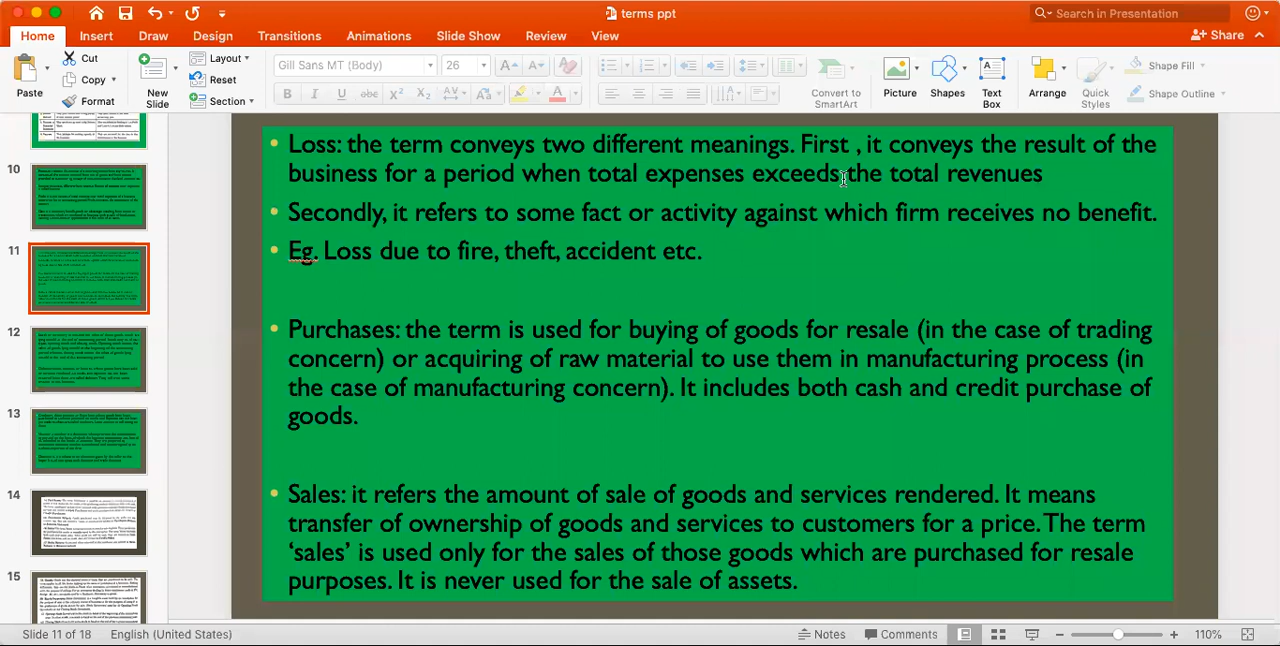 terms ppt
Search in Presentation
Home Insert Draw Design Transitions Animations Slide Show Review View Share
Paste Cut Copy Format New Slide Layout Reset Section Gill Sans MT (Body) 26 Convert to SmartArt Picture Shapes Text Box Arrange Quick Styles Shape Fill Shape Outline
10
11
12
13
14
15
Loss: the term conveys two different meanings. First , it conveys the result of the
business for a period when total expenses exceeds the total revenues
Secondly, it refers to some fact or activity against which firm receives no benefit.
Eg. Loss due to fire, theft, accident etc.
Purchases: the term is used for buying of goods for resale (in the case of trading
concern) or acquiring of raw material to use them in manufacturing process (in
the case of manufacturing concern). It includes both cash and credit purchase of
goods.
Sales: it refers the amount of sale of goods and services rendered. It means
transfer of ownership of goods and services to customers for a price. The term
‘sales’ is used only for the sales of those goods which are purchased for resale
purposes. It is never used for the sale of assets.
Slide 11 of 18 English (United States) Notes Comments 110%